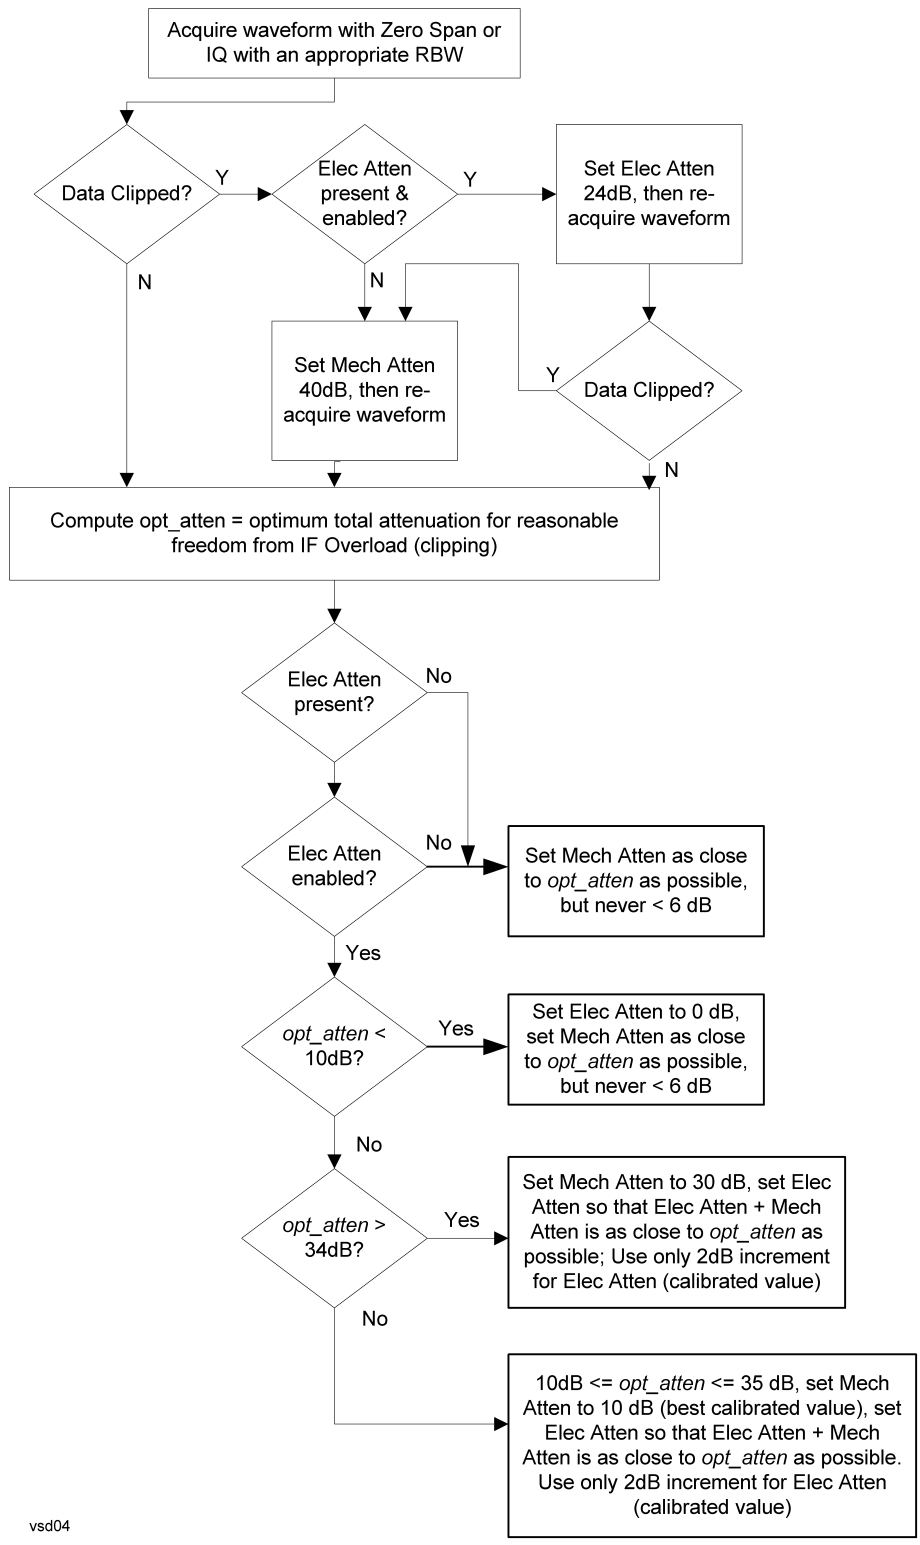 Acquire waveform with Zero Span or
IQ with an appropriate RBW
Data Clipped?
Y
Elec Atten
present &
enabled?
Y
Set Elec Atten
24dB, then re-
acquire waveform
N
N
Set Mech Atten
40dB, then re-
acquire waveform
Y
Data Clipped?
N
Compute opt_atten = optimum total attenuation for reasonable
freedom from IF Overload (clipping)
Elec Atten
present?
No
Elec Atten
enabled?
No
Set Mech Atten as close
to opt_atten as possible,
but never < 6 dB
Yes
opt_atten <
10dB?
Yes
Set Elec Atten to 0 dB,
set Mech Atten as close
to opt_atten as possible,
but never < 6 dB
No
opt_atten >
34dB?
Yes
Set Mech Atten to 30 dB, set Elec
Atten so that Elec Atten + Mech
Atten is as close to opt_atten as
possible; Use only 2dB increment
for Elec Atten (calibrated value)
No
10dB <= opt_atten <= 35 dB, set Mech
Atten to 10 dB (best calibrated value), set
Elec Atten so that Elec Atten + Mech
Atten is as close to opt_atten as possible.
Use only 2dB increment for Elec Atten
(calibrated value)
vsd04